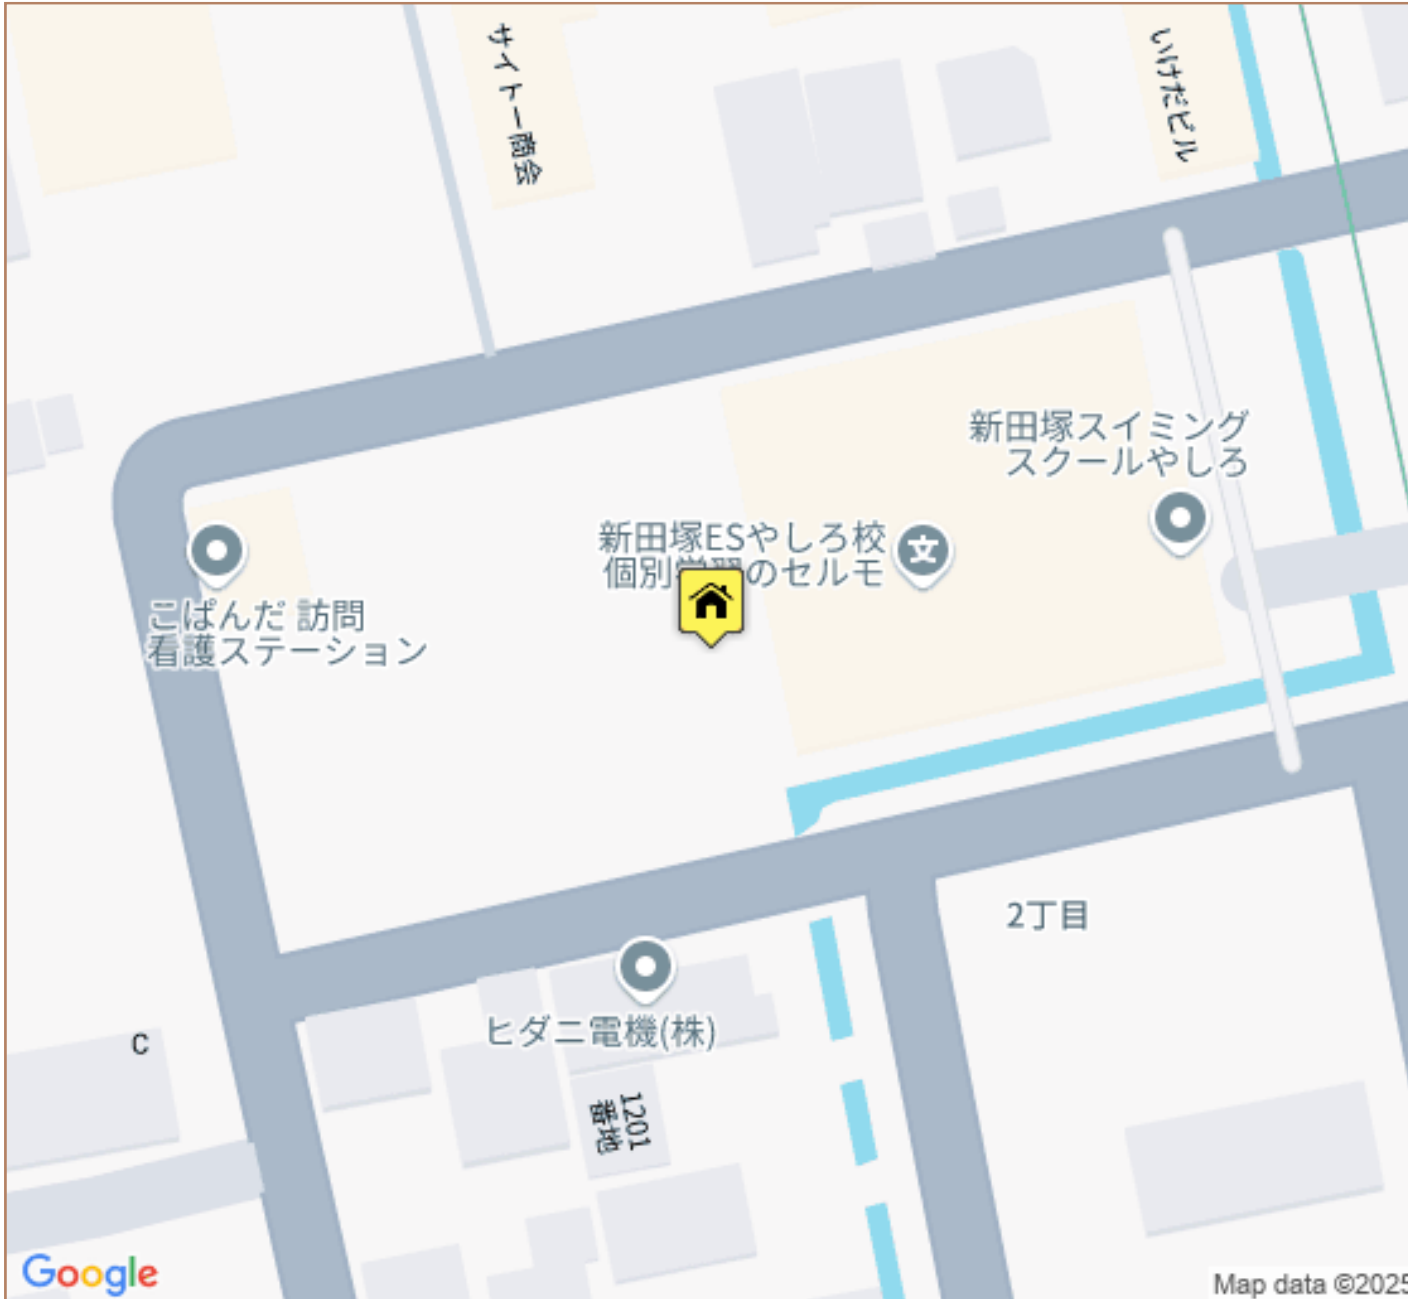 サイトー商会
いけだビル
新田塚スイミング
スクールやしろ
新田塚ESやしろ校
個別学習のセルモ
文
こぱんだ 訪問
看護ステーション
2丁目
ヒダニ電機(株)
C
1201
番地
Google
Map data ©2025